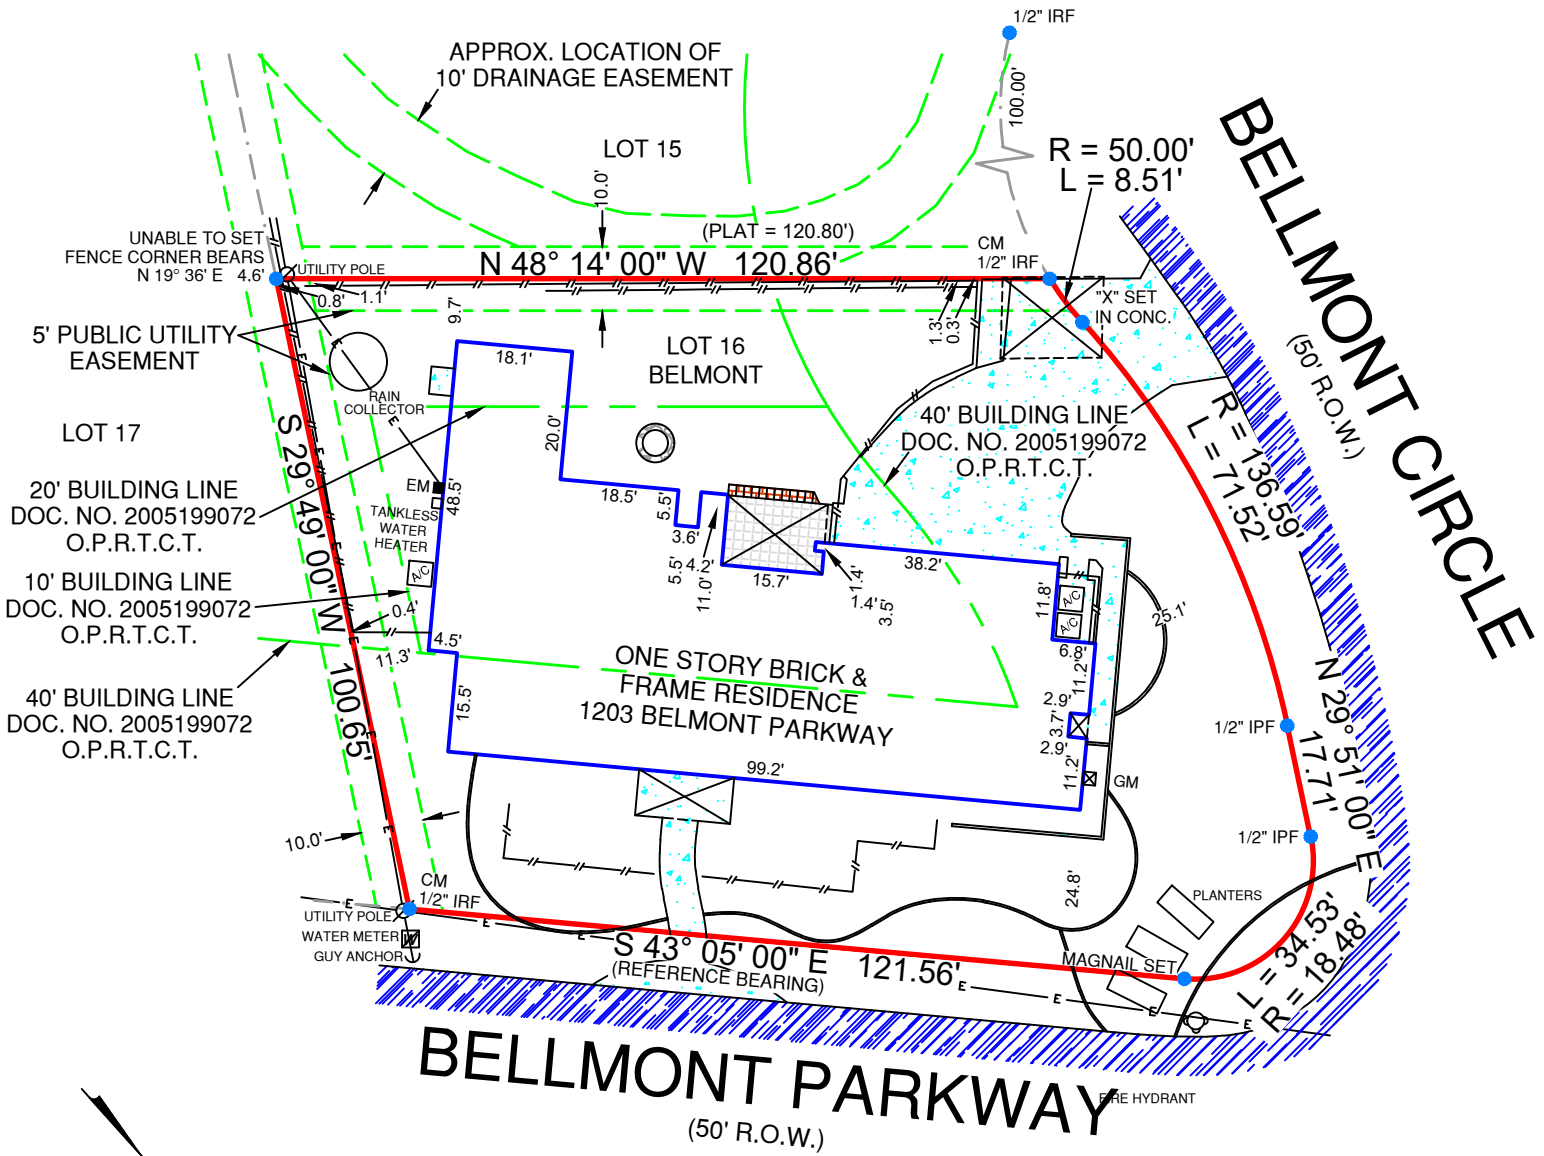 1/2" IRF
APPROX. LOCATION OF
10' DRAINAGE EASEMENT
100.00'
LOT 15
10.0'
R = 50.00'
L = 8.51'
BELLMONT CIRCLE
(50' R.O.W.)
(PLAT = 120.80')
UNABLE TO SET
FENCE CORNER BEARS
N 19° 36' E 4.6'
UTILITY POLE
N 48° 14' 00" W 120.86'
CM
1/2" IRF
0.8'
1.1'
9.7'
1.3'
0.3'
"X" SET
IN CONC.
5' PUBLIC UTILITY
EASEMENT
18.1'
LOT 16
BELMONT
RAIN
COLLECTOR
E
20.0'
40' BUILDING LINE
DOC. NO. 2005199072
O.P.R.T.C.T.
R = 136.59'
L = 71.52'
LOT 17
S 29° 49' 00" W 100.65'
20' BUILDING LINE
DOC. NO. 2005199072
O.P.R.T.C.T.
EM
48.5'
TANKLESS
WATER
HEATER
A/C
18.5'
5.5'
3.6'
5.5'
4.2'
11.0'
15.7'
1.4'
1.4'
3.5'
38.2'
11.8'
A/C
A/C
25.1'
6.8'
11.2'
2.9'
3.7'
2.9'
11.2'
GM
10' BUILDING LINE
DOC. NO. 2005199072
O.P.R.T.C.T.
0.4'
4.5'
11.3'
15.5'
ONE STORY BRICK &
FRAME RESIDENCE
1203 BELMONT PARKWAY
40' BUILDING LINE
DOC. NO. 2005199072
O.P.R.T.C.T.
99.2'
1/2" IPF
N 29° 51' 00" E
17.71'
1/2" IPF
10.0'
24.8'
PLANTERS
CM
1/2" IRF
UTILITY POLE
WATER METER
W
GUY ANCHOR
E
E
S 43° 05' 00" E 121.56'
(REFERENCE BEARING)
MAGNAIL SET
E
E
E
L = 34.53'
R = 18.48'
BELLMONT PARKWAY
(50' R.O.W.)
FIRE HYDRANT